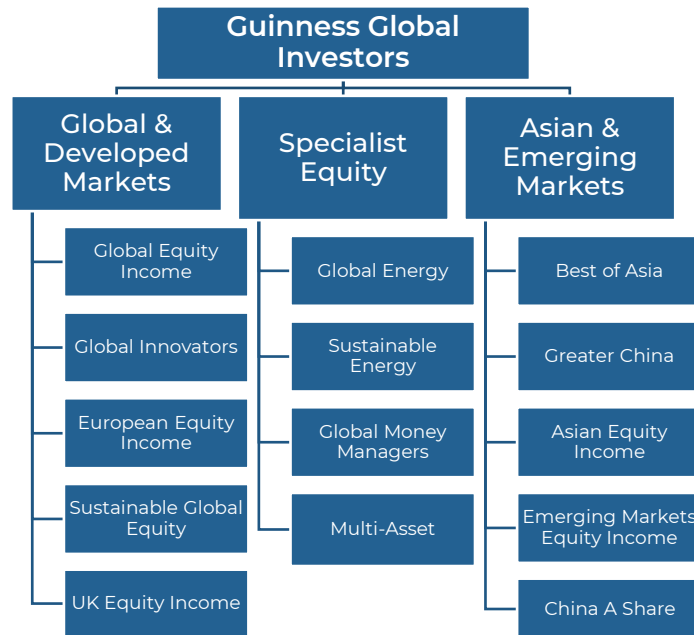 Guinness Global
Investors
Global &
Developed
Markets
Global Equity
Income
Global Innovators
European Equity
Income
Sustainable Global
Equity
UK Equity Income
Specialist
Equity
Global Energy
Sustainable
Energy
Global Money
Managers
Multi-Asset
Asian &
Emerging
Markets
Best of Asia
Greater China
Asian Equity
Income
Emerging Markets
Equity Income
China A Share